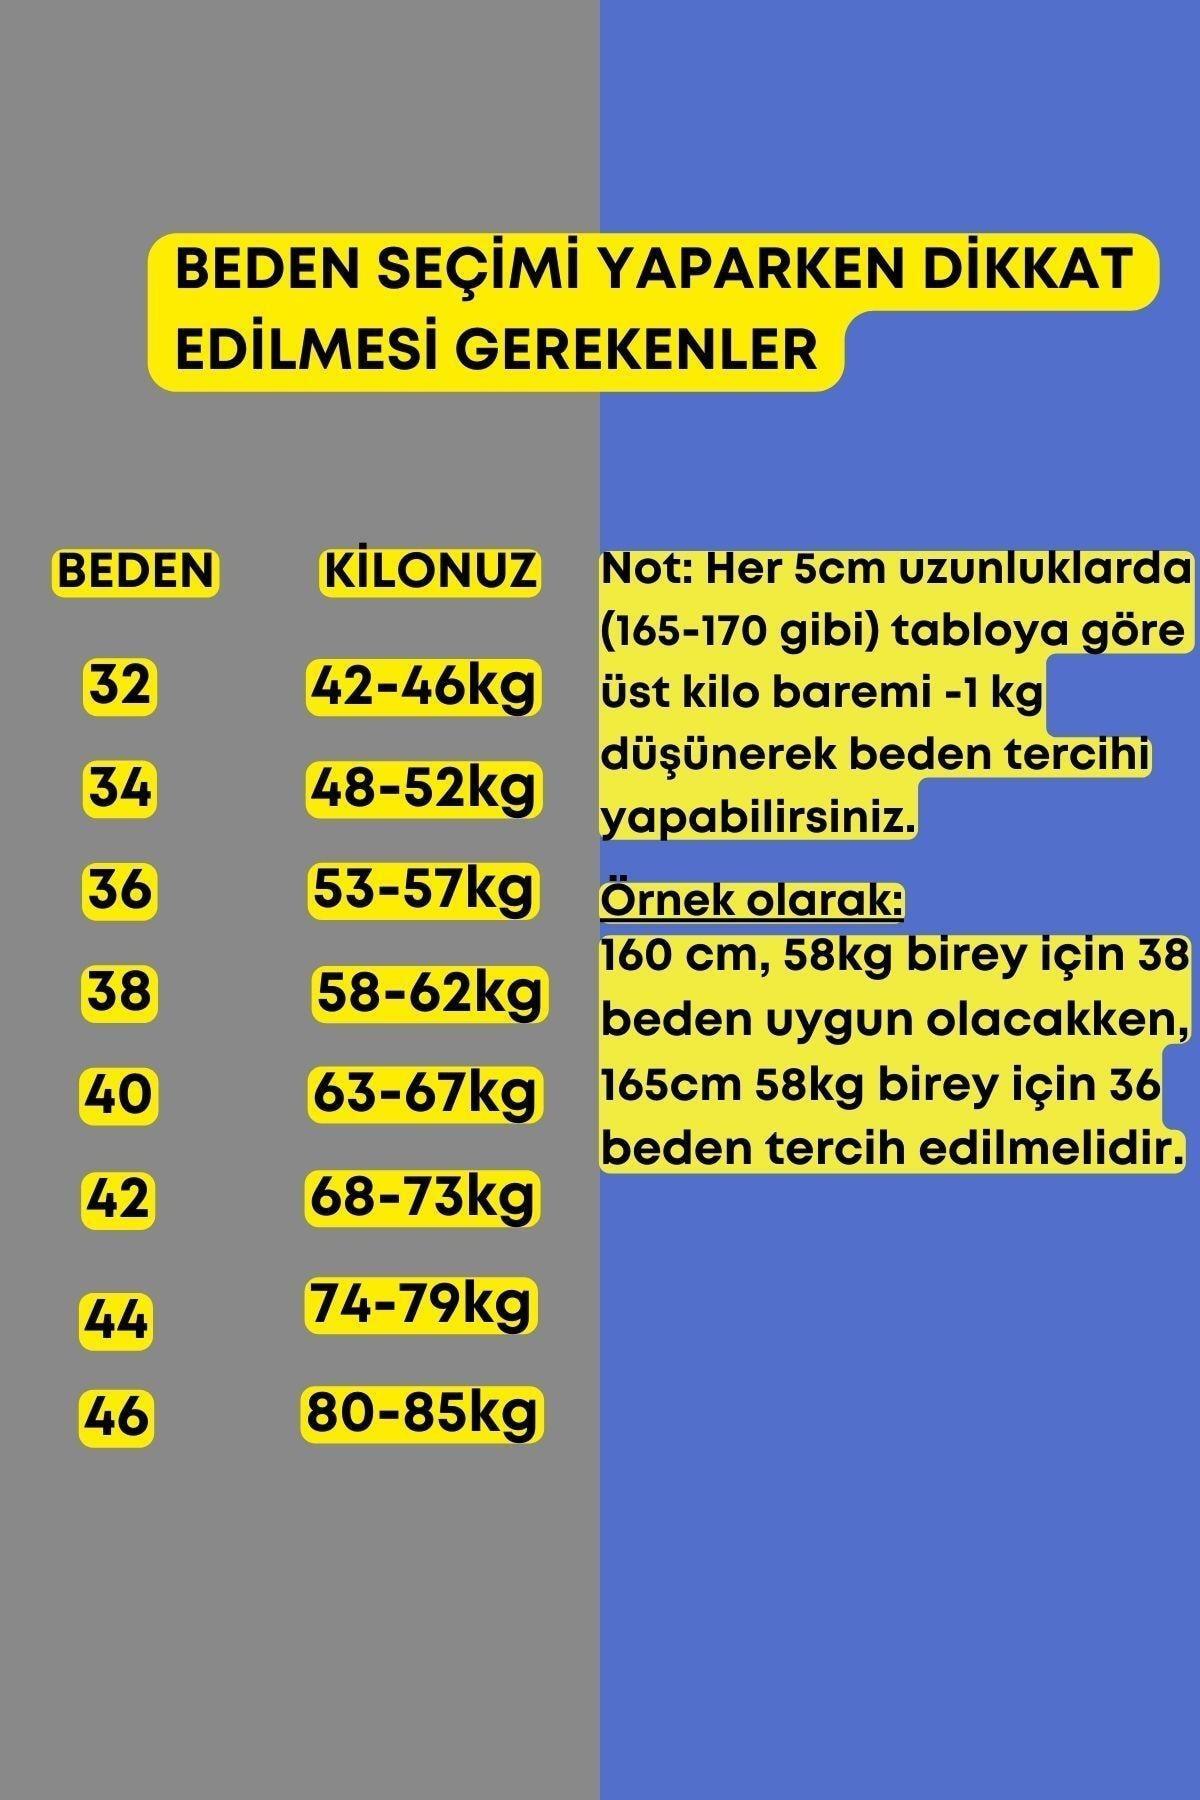 BEDEN SEÇİMİ YAPARKEN DİKKAT
EDİLMESİ GEREKENLER
BEDEN KİLONUZ
32 42-46kg
34 48-52kg
36 53-57kg
38 58-62kg
40 63-67kg
42 68-73kg
44 74-79kg
46 80-85kg
Not: Her 5cm uzunluklarda
(165-170 gibi) tabloya göre
üst kilo baremi -1 kg
düşünerek beden tercihi
yapabilirsiniz.
Örnek olarak:
160 cm, 58kg birey için 38
beden uygun olacakken,
165cm 58kg birey için 36
beden tercih edilmelidir.